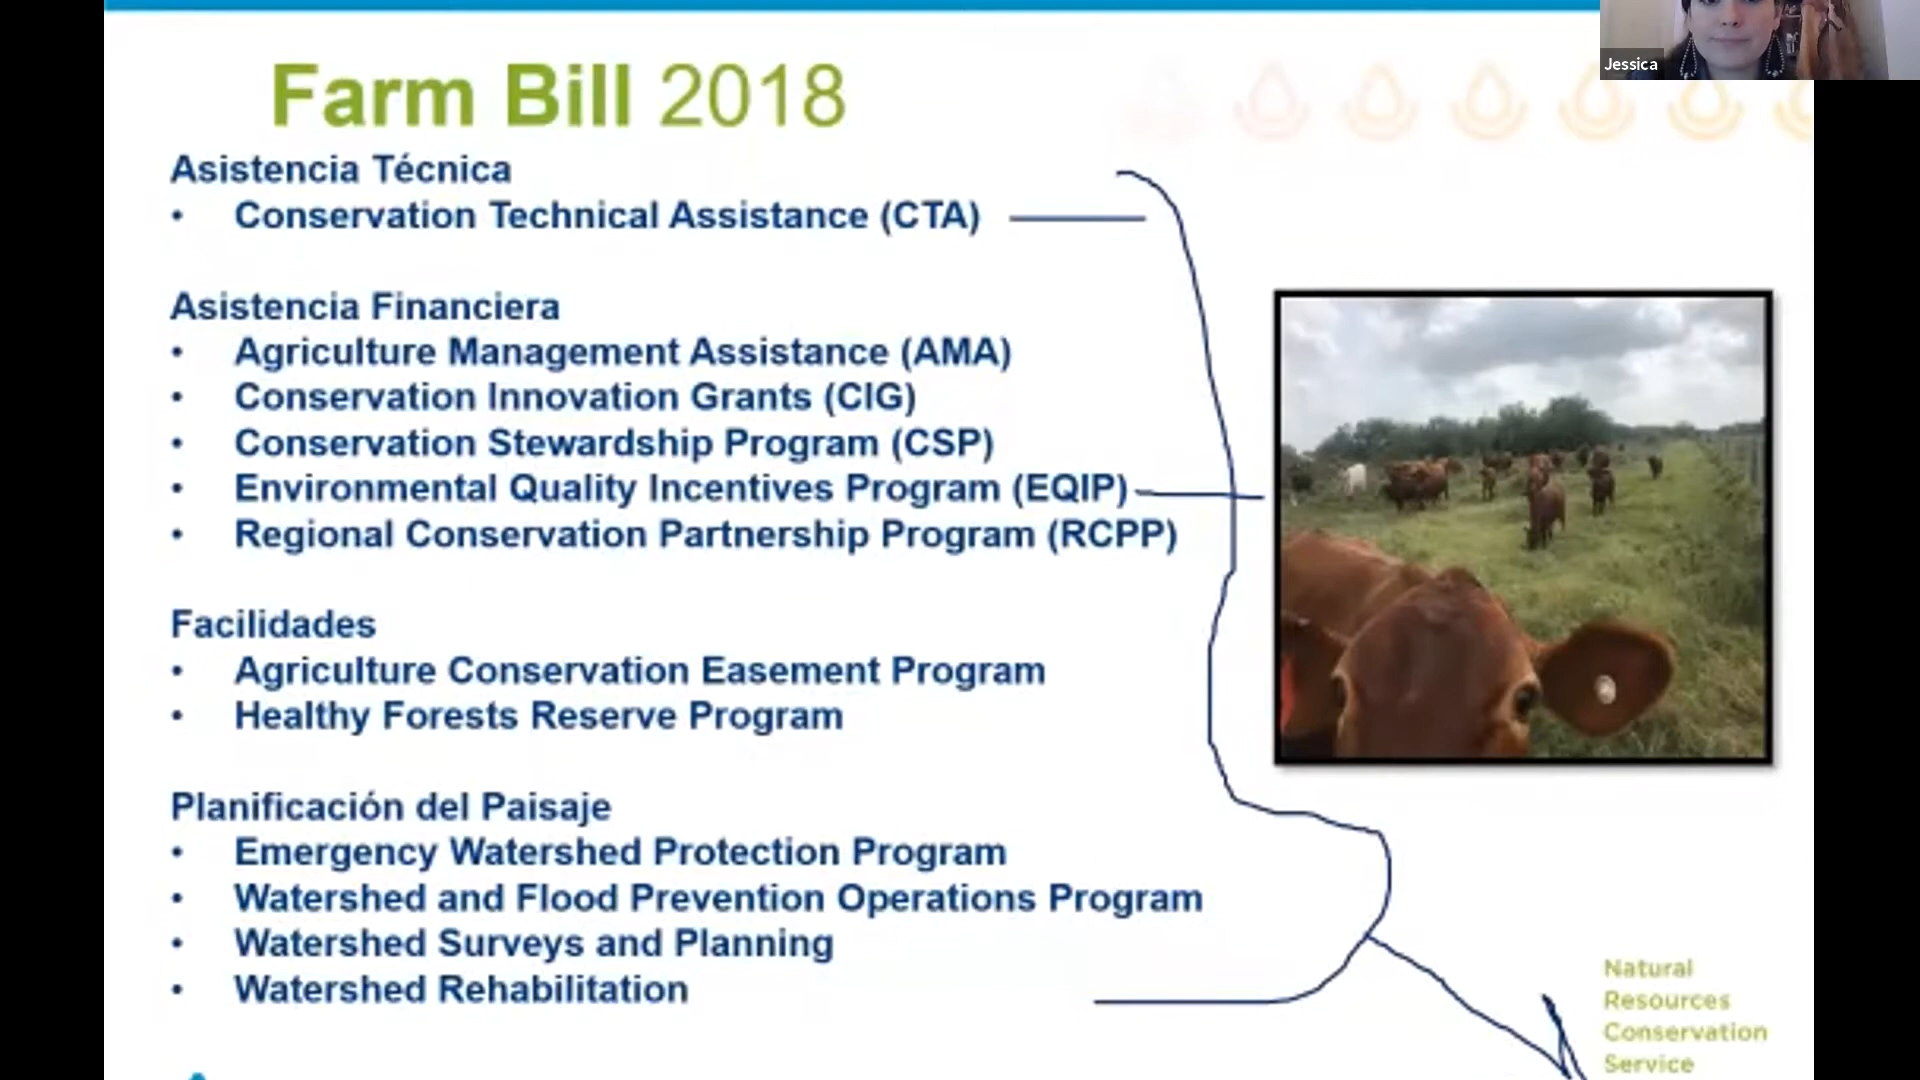 Jessica
Farm Bill 2018
Asistencia Técnica
• Conservation Technical Assistance (CTA)
Asistencia Financiera
• Agriculture Management Assistance (AMA)
• Conservation Innovation Grants (CIG)
• Conservation Stewardship Program (CSP)
• Environmental Quality Incentives Program (EQIP)
• Regional Conservation Partnership Program (RCPP)
Facilidades
• Agriculture Conservation Easement Program
• Healthy Forests Reserve Program
Planificación del Paisaje
• Emergency Watershed Protection Program
• Watershed and Flood Prevention Operations Program
• Watershed Surveys and Planning
• Watershed Rehabilitation
Natural
Resources
Conservation
Service